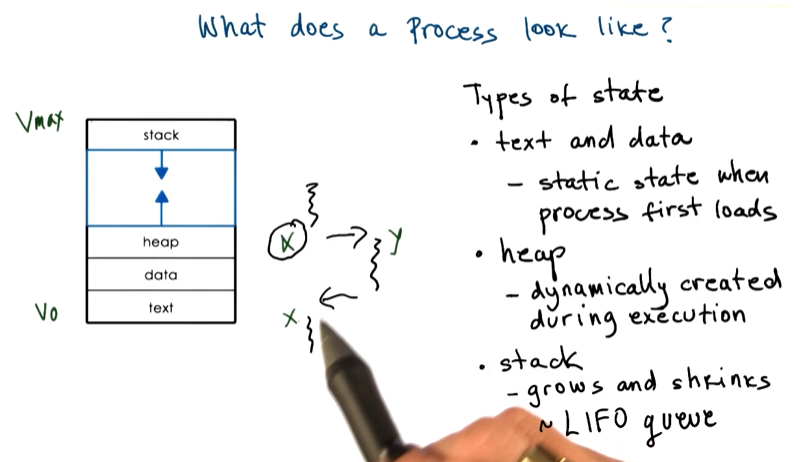 What does a Process look like?
Vmax
stack
heap
data
text
V0
X
y
X
Types of state
• text and data
- static state when
process first loads
• heap
- dynamically created
during execution
• stack
- grows and shrinks
~ LIFO queue